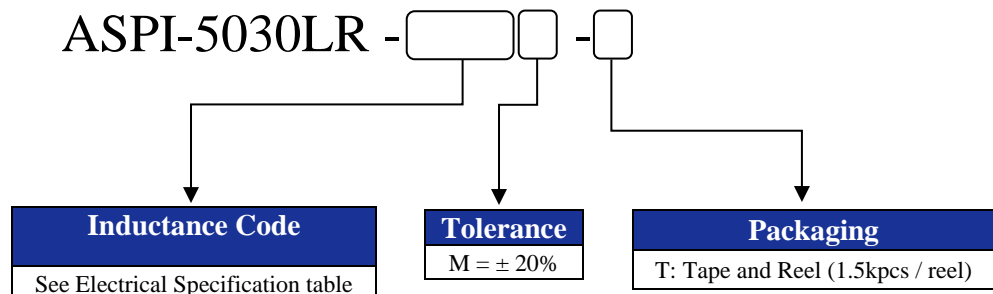 ASPI-5030LR - -
Inductance Code
See Electrical Specification table
Tolerance
M = ± 20%
Packaging
T: Tape and Reel (1.5kpcs / reel)